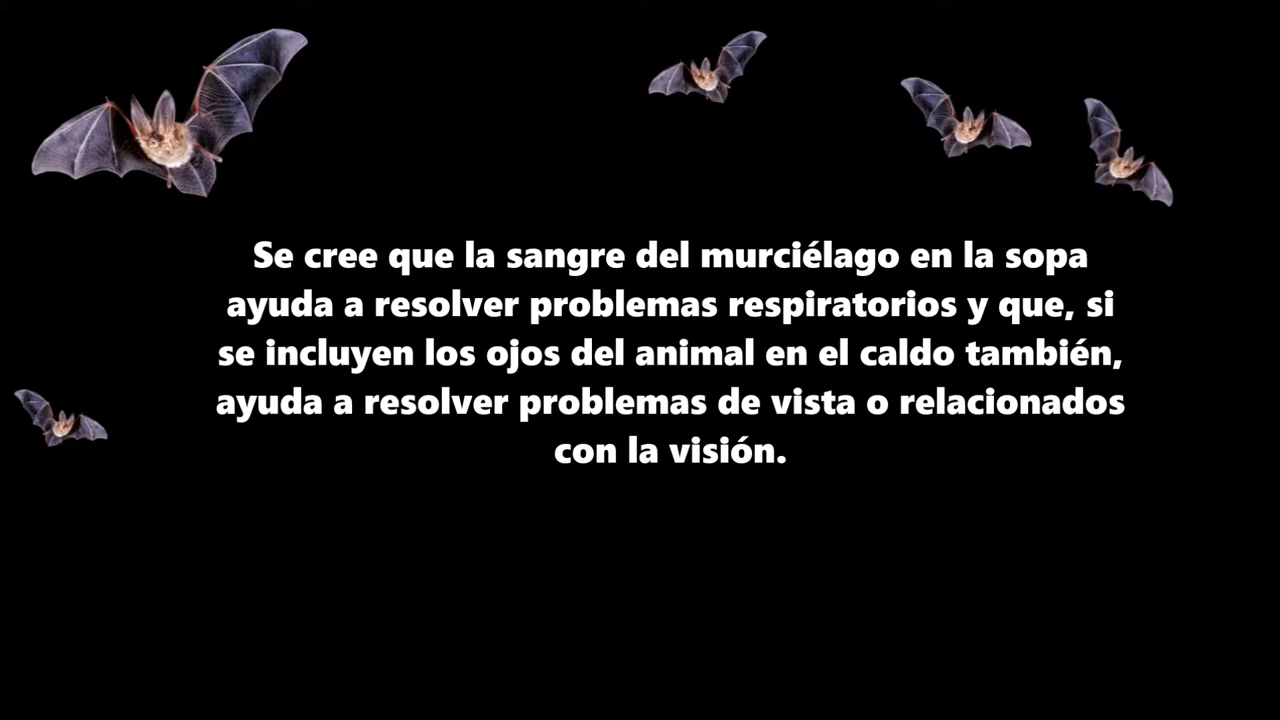 Se cree que la sangre del murciélago en la sopa
ayuda a resolver problemas respiratorios y que, si
se incluyen los ojos del animal en el caldo también,
ayuda a resolver problemas de vista o relacionados
con la visión.